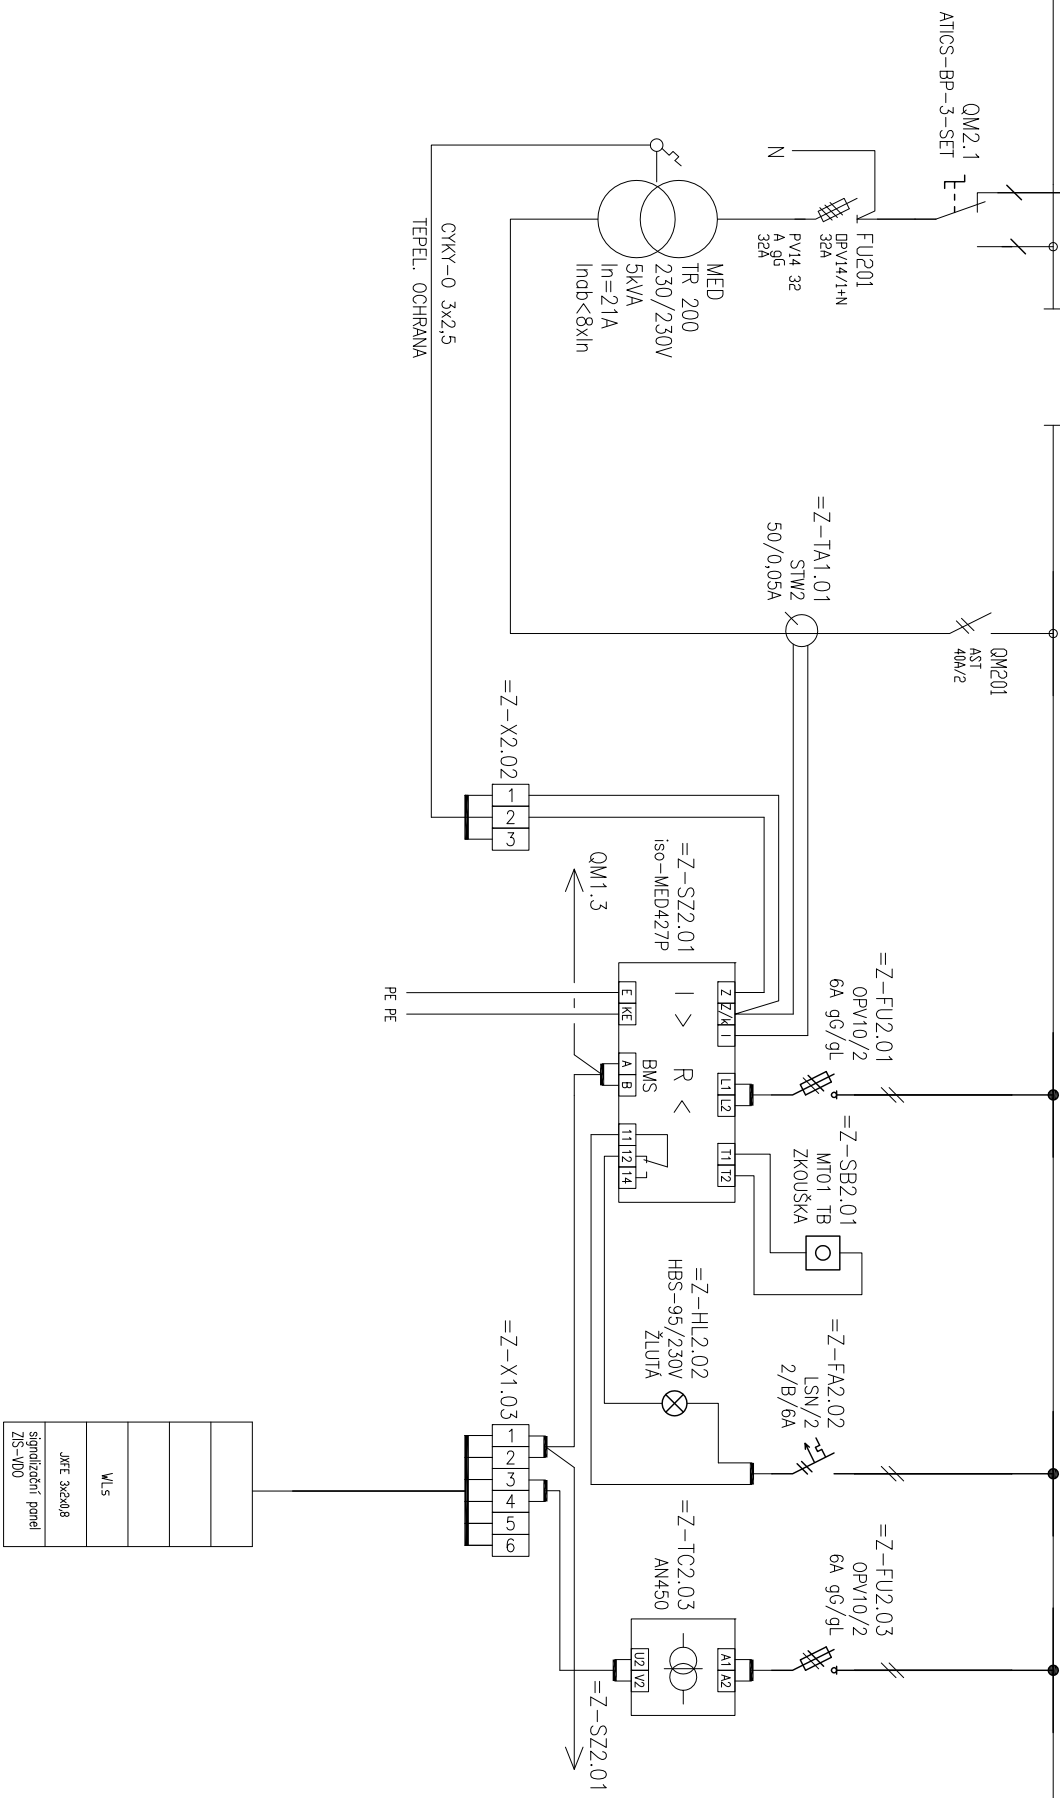 QM2.1
ATICS-BP-3-SET
N
FU201
OPV14/1+N
32A
PV14 32
A gG
32A
MED
TR 200
230/230V
5kVA
In=21A
Inab<8xIn
CYKY-O 3x2,5
TEPEL. OCHRANA
=Z-TA1.01
STW2
50/0,05A
QM201
AST
40A/2
=Z-X2.02
1
2
3
=Z-SZ2.01
iso-MED427P
QM1.3
PE PE
Z Z/k l
L1 L2
T1 T2
I > R <
E KE
A B
BMS
11 12 14
=Z-FU2.01
OPV10/2
6A gG/gL
=Z-SB2.01
MT01 TB
ZKOUŠKA
=Z-HL2.02
HBS-95/230V
ŽLUTÁ
=Z-FA2.02
LSN/2
2/B/6A
=Z-X1.03
1
2
3
4
5
6
=Z-FU2.03
OPV10/2
6A gG/gL
=Z-TC2.03
AN450
A1 A2
U2 V2
=Z-SZ2.01
WLs
JXFE 3x2x0,8
signalizační panel
ZIS-VDO